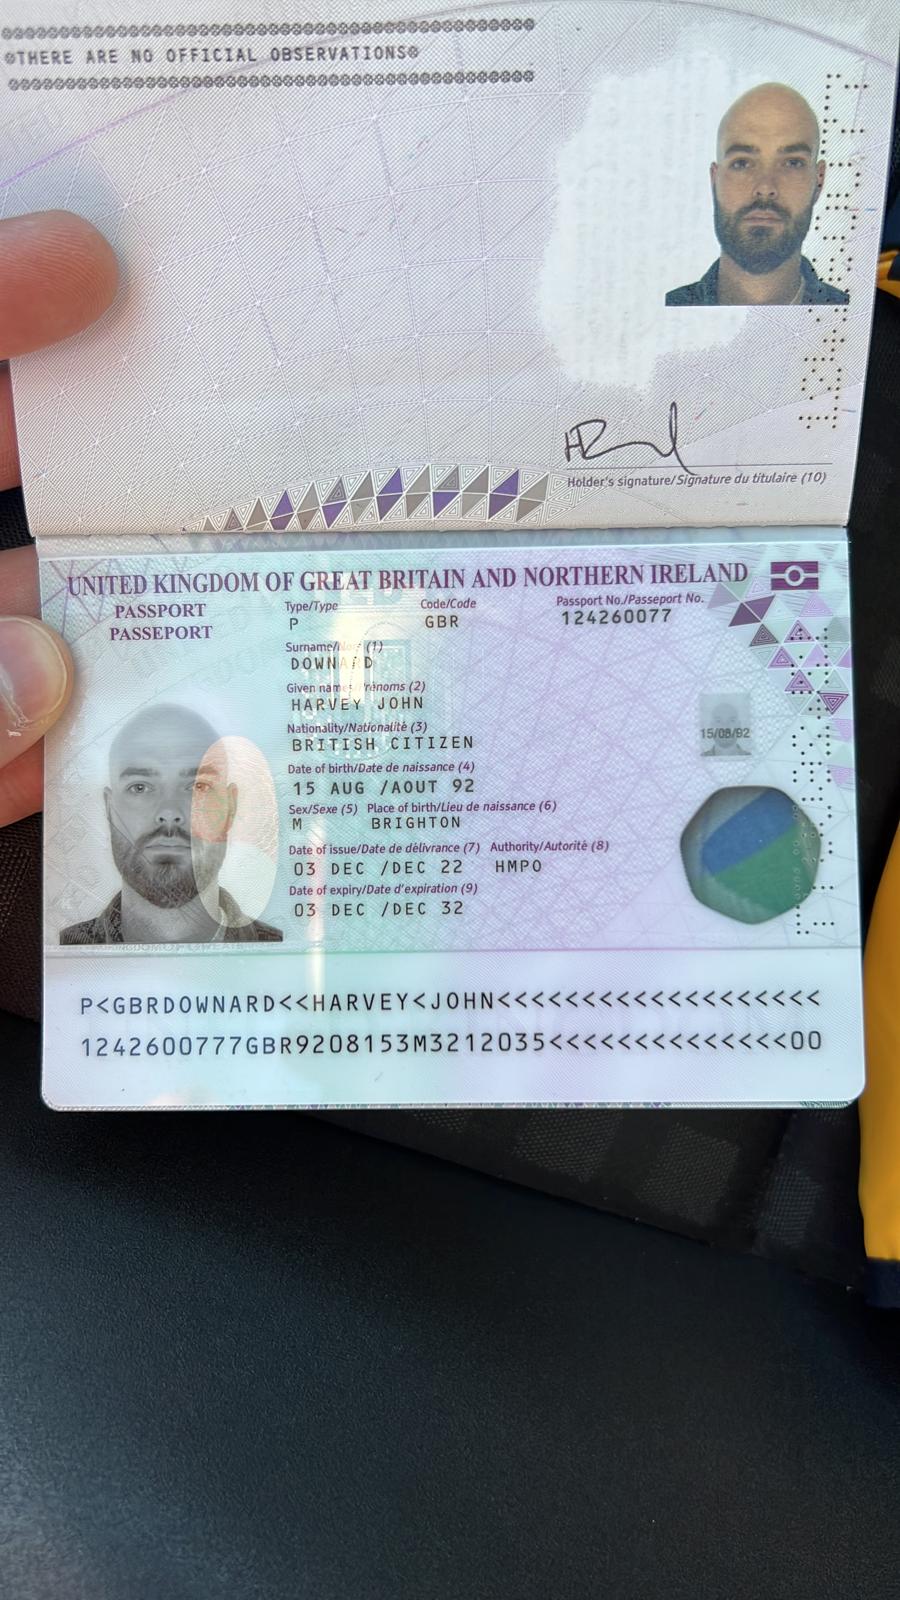 THERE ARE NO OFFICIAL OBSERVATIONS
Holder's signature/Signature du titulaire (10)
UNITED KINGDOM OF GREAT BRITAIN AND NORTHERN IRELAND
PASSPORT
PASSEPORT
Type/Type
Code/Code
Passport No./Passeport No.
P
GBR
124260077
Surname/Nom (1)
DOWNARD
Given names/Prénoms (2)
HARVEY JOHN
Nationality/Nationalité (3)
BRITISH CITIZEN
Date of birth/Date de naissance (4)
15 AUG /AOUT 92
Sex/Sexe (5) Place of birth/Lieu de naissance (6)
M BRIGHTON
Date of issue/Date de délivrance (7) Authority/Autorité (8)
03 DEC /DEC 22 HMPO
Date of expiry/Date d'expiration (9)
03 DEC /DEC 32
15/08/92
P<GBRDOWNARD<<HARVEY<JOHN<<<<<<<<<<<<<<<<<<<
1242600777GBR9208153M3212035<<<<<<<<<<<<<<00